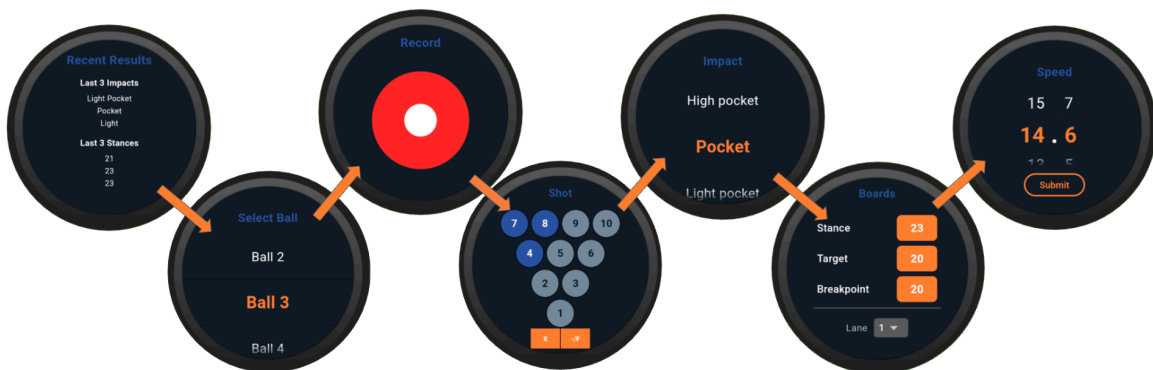 Recent Results
Last 3 Impacts
Light Pocket
Pocket
Light
Last 3 Stances
21
23
23
Select Ball
Ball 2
Ball 3
Ball 4
Record
Shot
7 8 9 10
4 5 6
2 3
1
X -/F
Impact
High pocket
Pocket
Light pocket
Boards
Stance 23
Target 20
Breakpoint 20
Lane 1
Speed
15 7
14 . 6
13 5
Submit